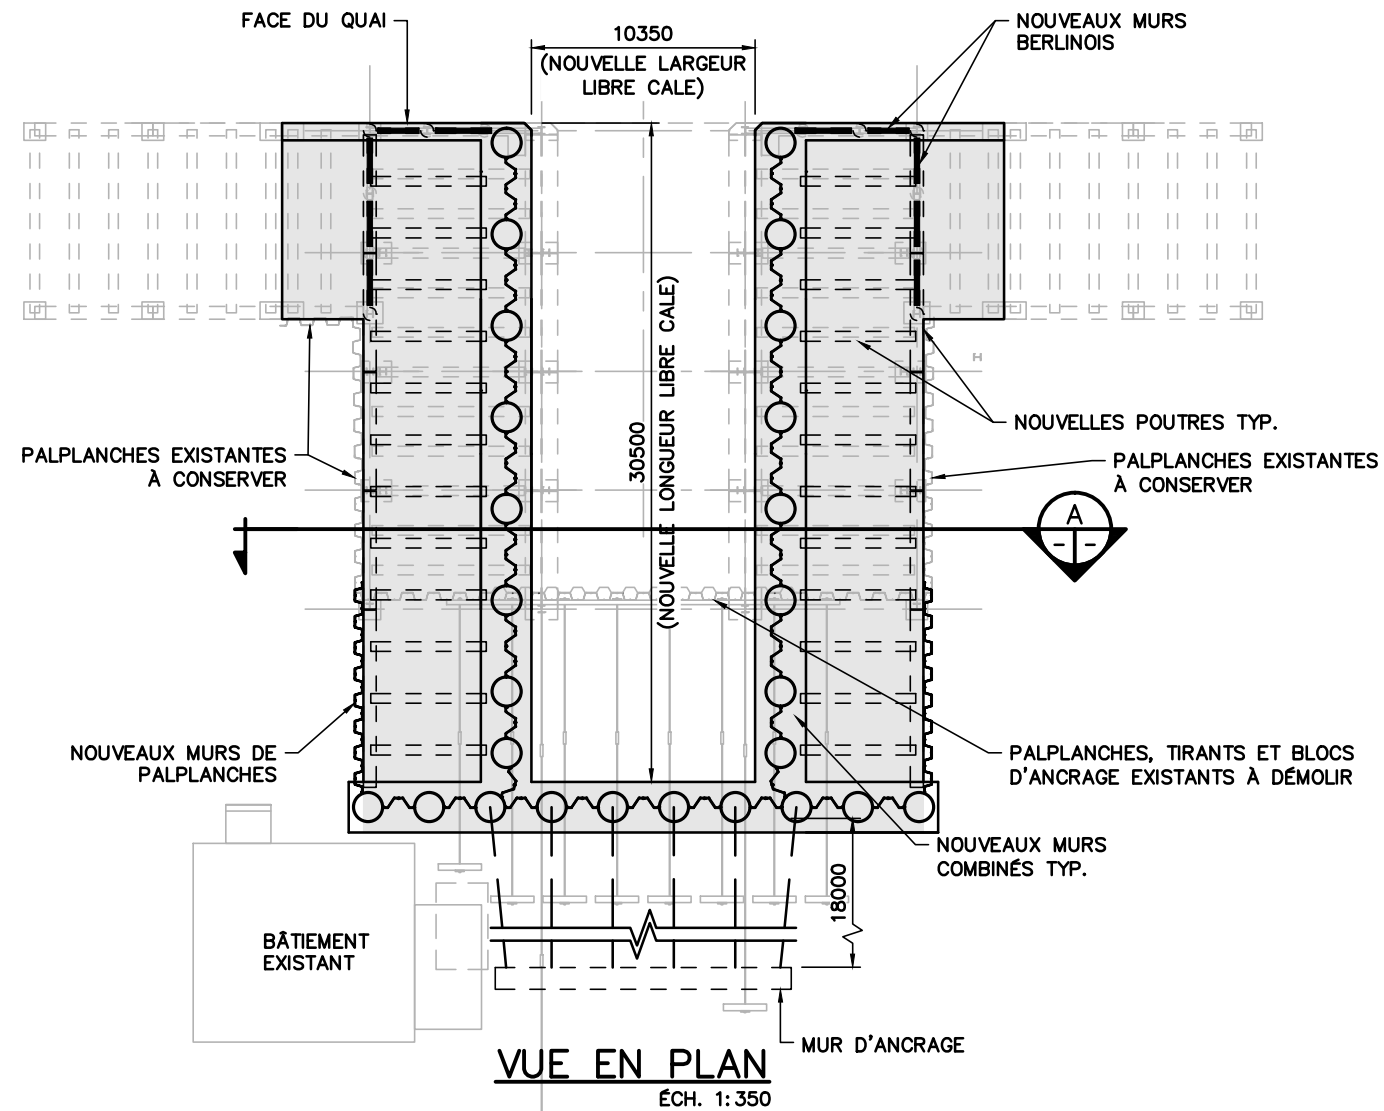 FACE DU QUAI
10350
(NOUVELLE LARGEUR
LIBRE CALE)
NOUVEAUX MURS
BERLINOIS
30500
(NOUVELLE LONGUEUR LIBRE CALE)
NOUVELLES POUTRES TYP.
PALPLANCHES EXISTANTES
À CONSERVER
PALPLANCHES EXISTANTES
À CONSERVER
A
- -
NOUVEAUX MURS DE
PALPLANCHES
PALPLANCHES, TIRANTS ET BLOCS
D'ANCRAGE EXISTANTS À DÉMOLIR
NOUVEAUX MURS
COMBINÉS TYP.
18000
BÂTIEMENT
EXISTANT
MUR D'ANCRAGE
VUE EN PLAN
ÉCH. 1:350